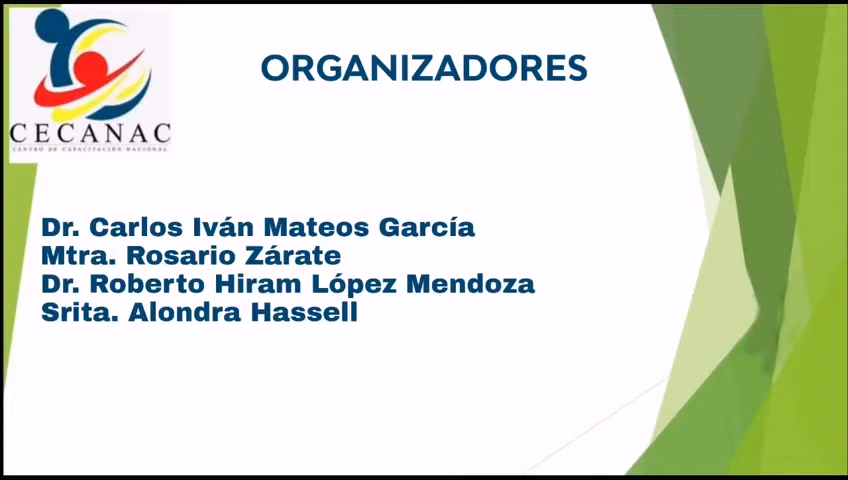 CECANAC
CENTRO DE CAPACITACIÓN NACIONAL
ORGANIZADORES
Dr. Carlos Iván Mateos García
Mtra. Rosario Zárate
Dr. Roberto Hiram López Mendoza
Srita. Alondra Hassell